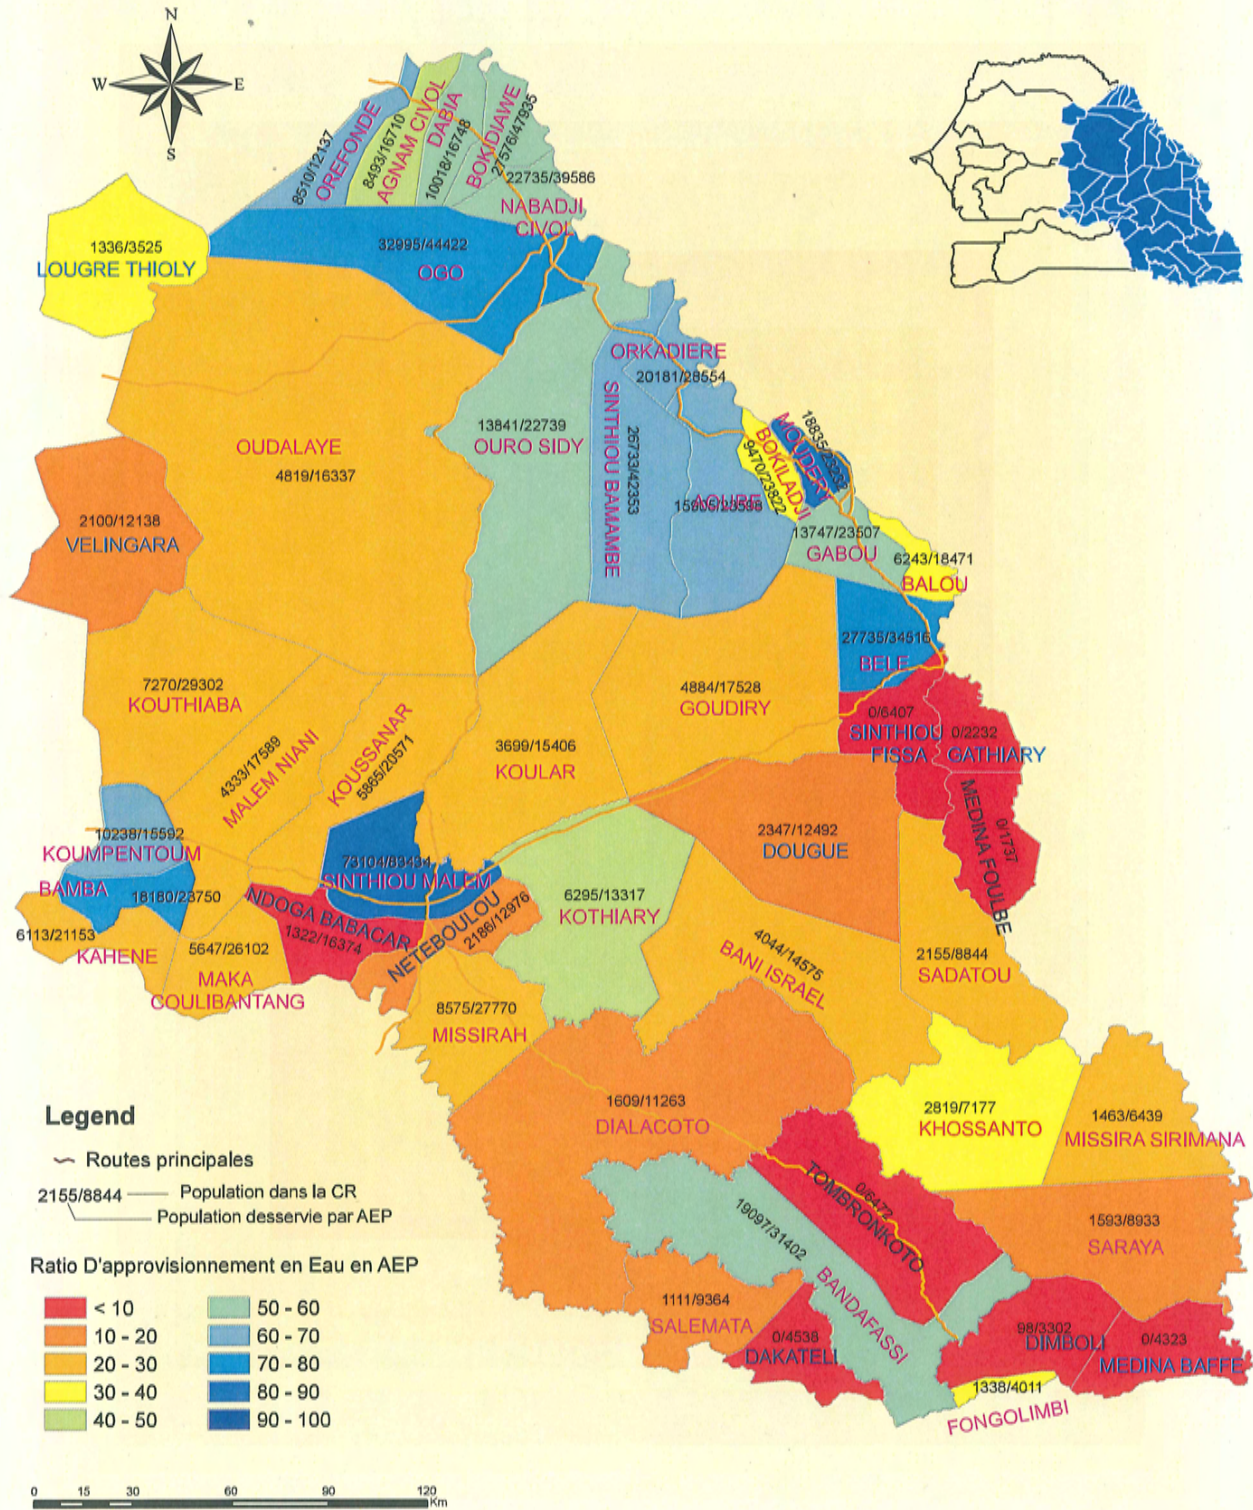 N
W
E
S
8510/12137
OREFONDE
8493/16710
AGNAM CIVOL
10018/16748
DABIA
BOKIDIAWE
27576/47935
22735/39586
NABADJI
CIVOL
1336/3525
LOUGRE THIOLY
32995/44422
OGO
ORKADIERE
20181/28554
OUDALAYE
4819/16337
13841/22739
OURO SIDY
SINTHIOU BAMAMBE
26733/42353
AOURE
MOUDERY
BOKILADJI
9470/23822
2100/12138
VELINGARA
13747/23507
GABOU
6243/18471
BALOU
27735/34516
BELE
7270/29302
KOUTHIABA
4884/17528
GOUDIRY
0/6407
SINTHIOU
FISSA
0/2232
GATHIARY
4333/17589
MALEM NIANI
KOUSSANAR
5865/20571
3699/15406
KOULAR
MEDINA FOULBE
0/1737
10238/15592
KOUMPENTOUM
2347/12492
DOUGUE
73104/83434
SINTHIOU MALEM
BAMBA
18180/23750
NDOGA BABACAR
1322/16374
NETEBOULOU
2186/12976
6295/13317
KOTHIARY
6113/21153
KAHENE
5647/26102
MAKA
COULIBANTANG
4044/14575
BANI ISRAEL
2155/8844
SADATOU
8575/27770
MISSIRAH
1609/11263
DIALACOTO
2819/7177
KHOSSANTO
1463/6439
MISSIRA SIRIMANA
0/6472
TOMBRONKOTO
19097/31402
BANDAFASSI
1593/8933
SARAYA
1111/9364
SALEMATA
0/4538
DAKATELI
98/3302
DIMBOLI
0/4323
MEDINA BAFFE
1338/4011
FONGOLIMBI
Legend
Routes principales
2155/8844 Population dans la CR
Population desservie par AEP
Ratio D'approvisionnement en Eau en AEP
< 10 50 - 60
10 - 20 60 - 70
20 - 30 70 - 80
30 - 40 80 - 90
40 - 50 90 - 100
0 15 30 60 90 120
Km